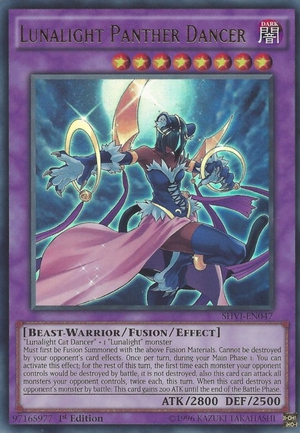 LUNALIGHT PANTHER DANCER
DARK
闇
SHVI-EN047
[BEAST-WARRIOR/FUSION/EFFECT]
"Lunalight Cat Dancer" + 1 "Lunalight" monster
Must first be Fusion Summoned with the above Fusion Materials. Cannot be destroyed
by your opponent's card effects. Once per turn, during your Main Phase 1: You can
activate this effect; for the rest of this turn, the first time each monster your opponent
controls would be destroyed by battle, it is not destroyed, also this card can attack all
monsters your opponent controls, twice each, this turn. When this card destroys an
opponent's monster by battle: This card gains 200 ATK until the end of the Battle Phase.
ATK/2800 DEF/2500
97165977 1st Edition ©1996 KAZUKI TAKAHASHI